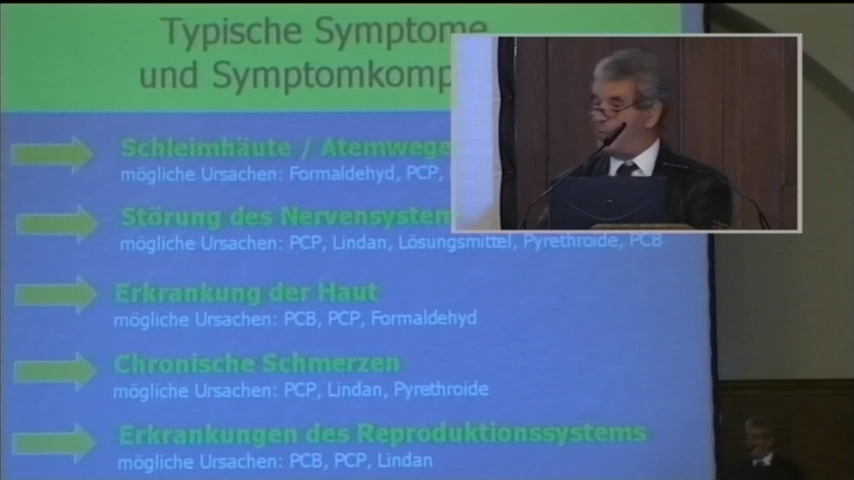 Typische Symptome
und
Schleimhäute / Atemwege
mögliche Ursachen: Formaldehyd, PCP,
Störung des
mögliche Ursachen: PCP, Lindan, Lösungsmittel, Pyrethroide, PCB
Erkrankung der Haut
mögliche Ursachen: PCB, PCP, Formaldehyd
Chronische Schmerzen
mögliche Ursachen: PCP, Lindan, Pyrethroide
Erkrankungen des Reproduktionssystems
mögliche Ursachen: PCB, PCP, Lindan